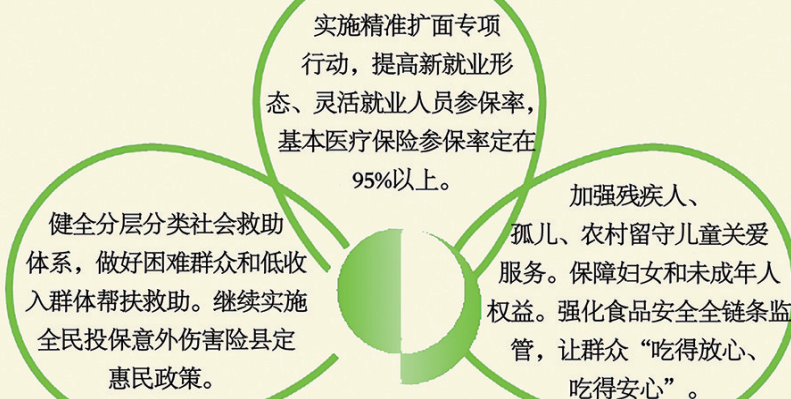 实施精准扩面专项
行动，提高新就业形
态、灵活就业人员参保率，
基本医疗保险参保率定在
95%以上。
健全分层分类社会救助
体系，做好困难群众和低收
入群体帮扶救助。继续实施
全民投保意外伤害险县定
惠民政策。
加强残疾人、
孤儿、农村留守儿童关爱
服务。保障妇女和未成年人
权益。强化食品安全全链条监
管，让群众“吃得放心、
吃得安心”。